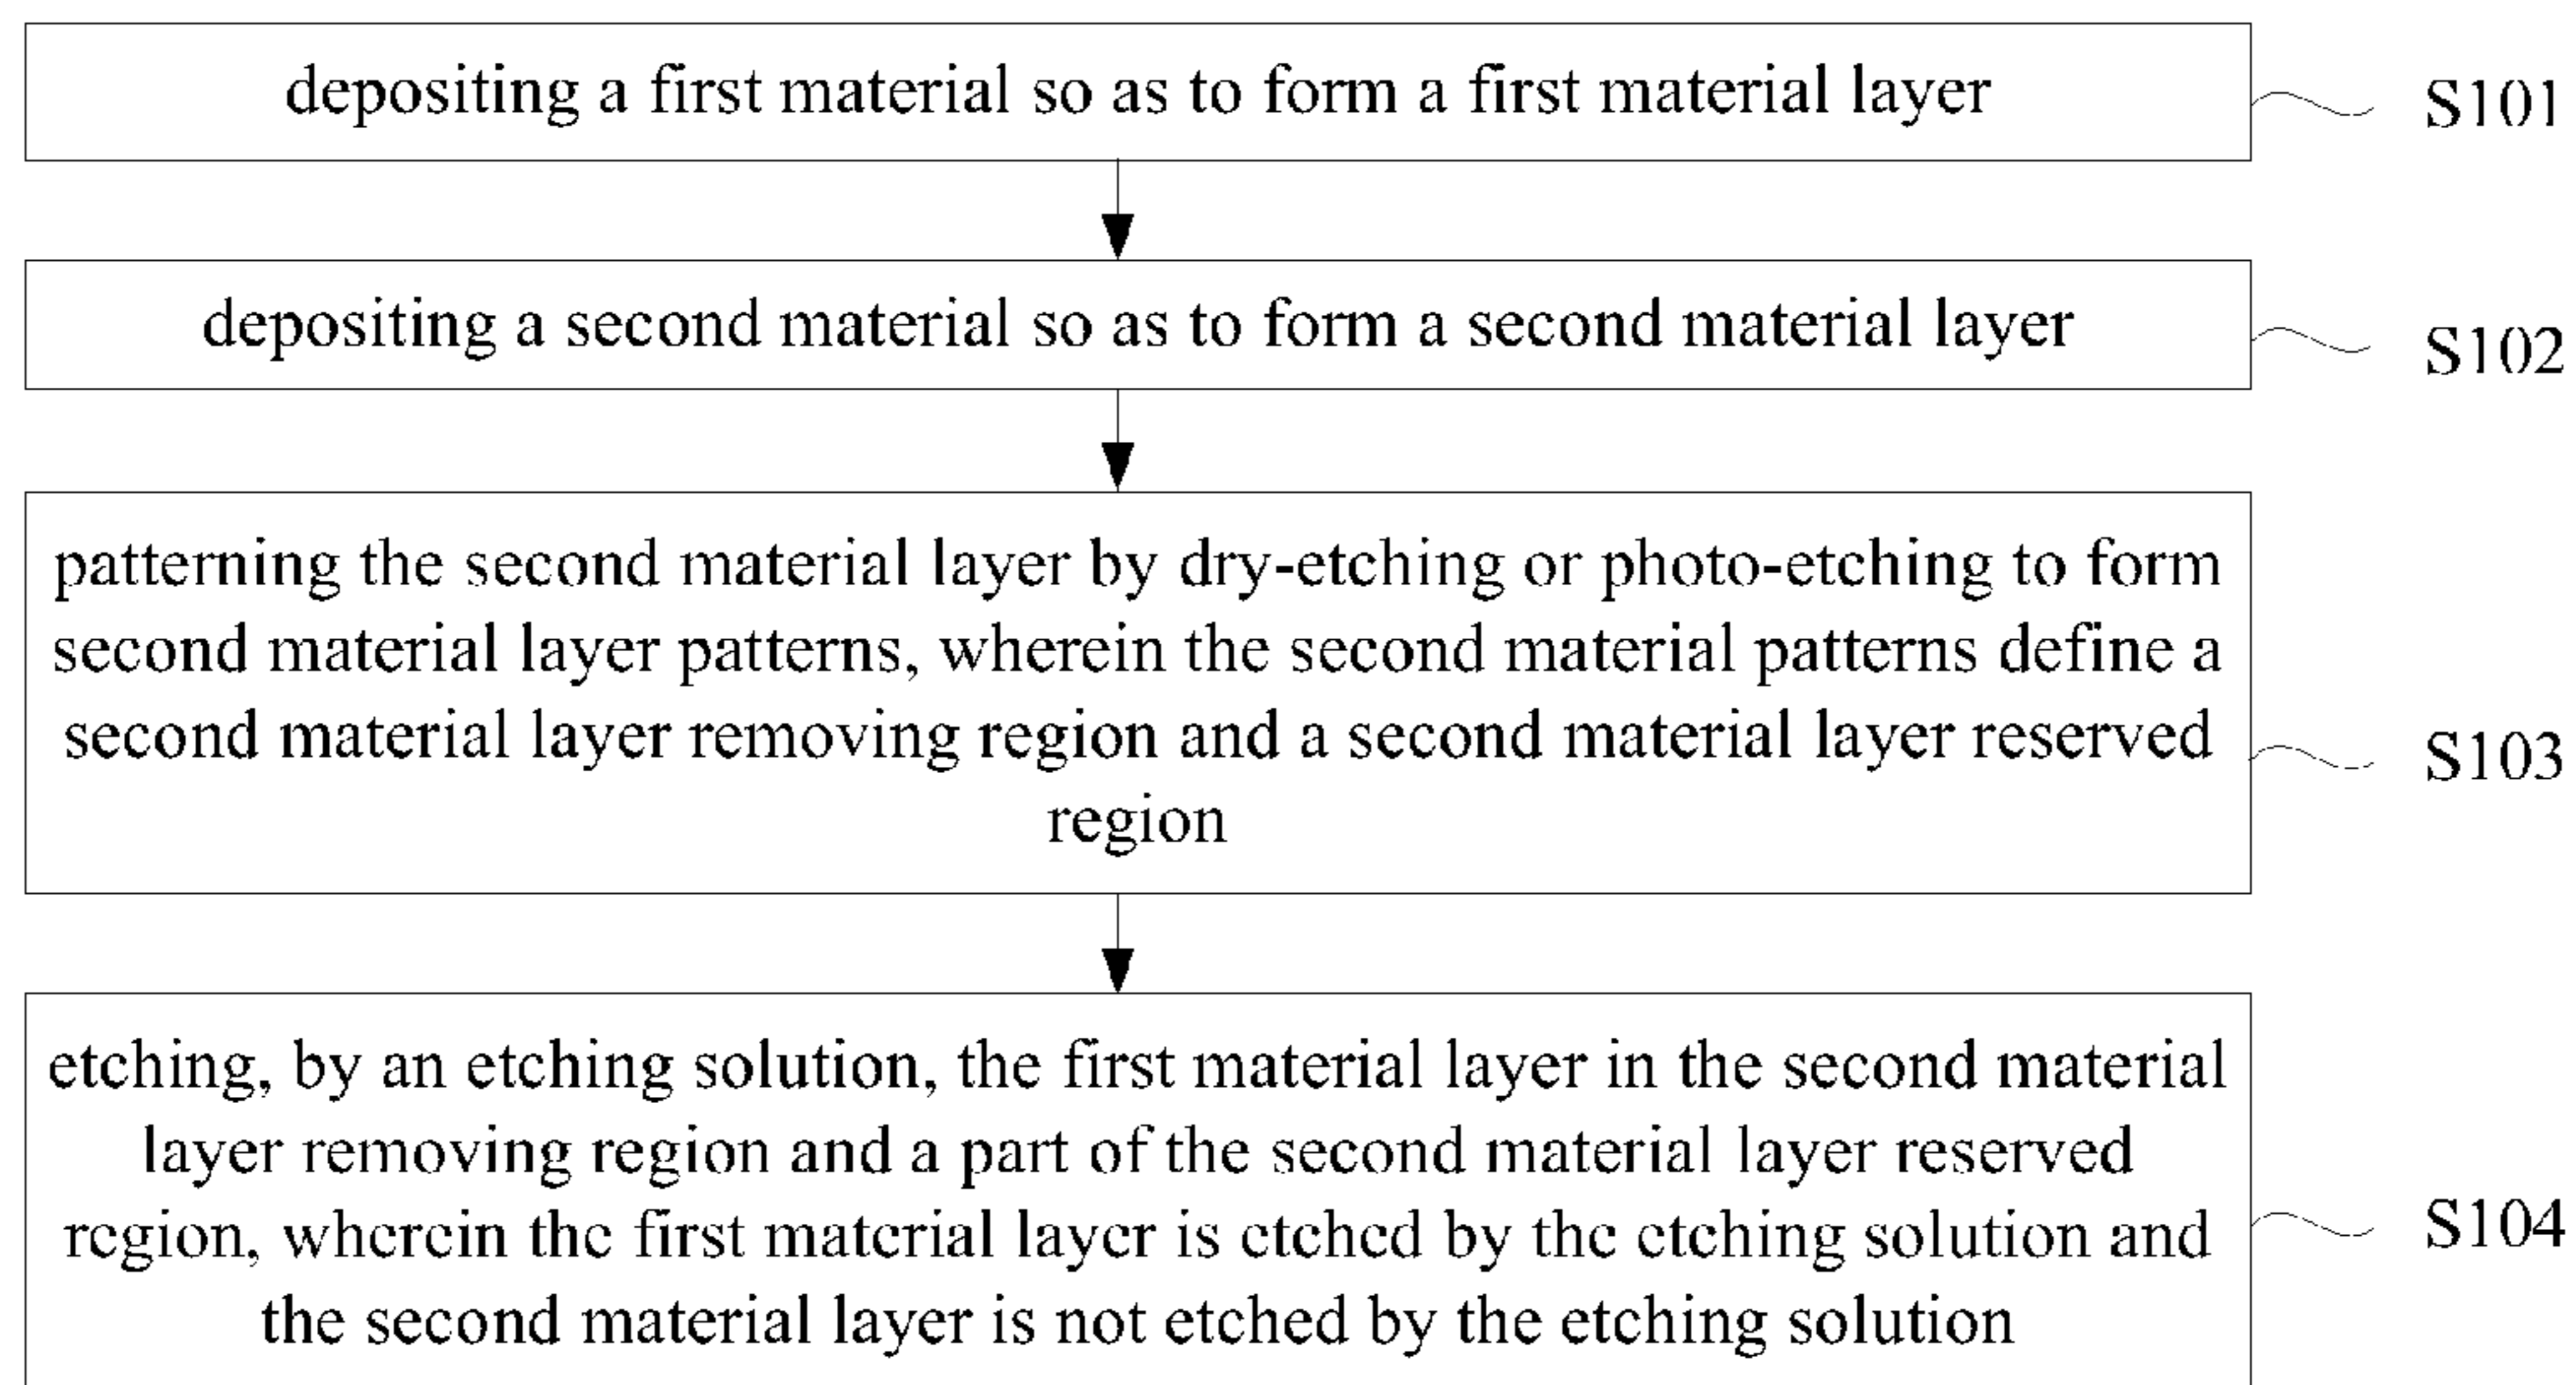 depositing a first material so as to form a first material layer
S101
depositing a second material so as to form a second material layer
S102
patterning the second material layer by dry-etching or photo-etching to form
second material layer patterns, wherein the second material patterns define a
second material layer removing region and a second material layer reserved
region
S103
etching, by an etching solution, the first material layer in the second material
layer removing region and a part of the second material layer reserved
region, wherein the first material layer is etched by the etching solution and
the second material layer is not etched by the etching solution
S104